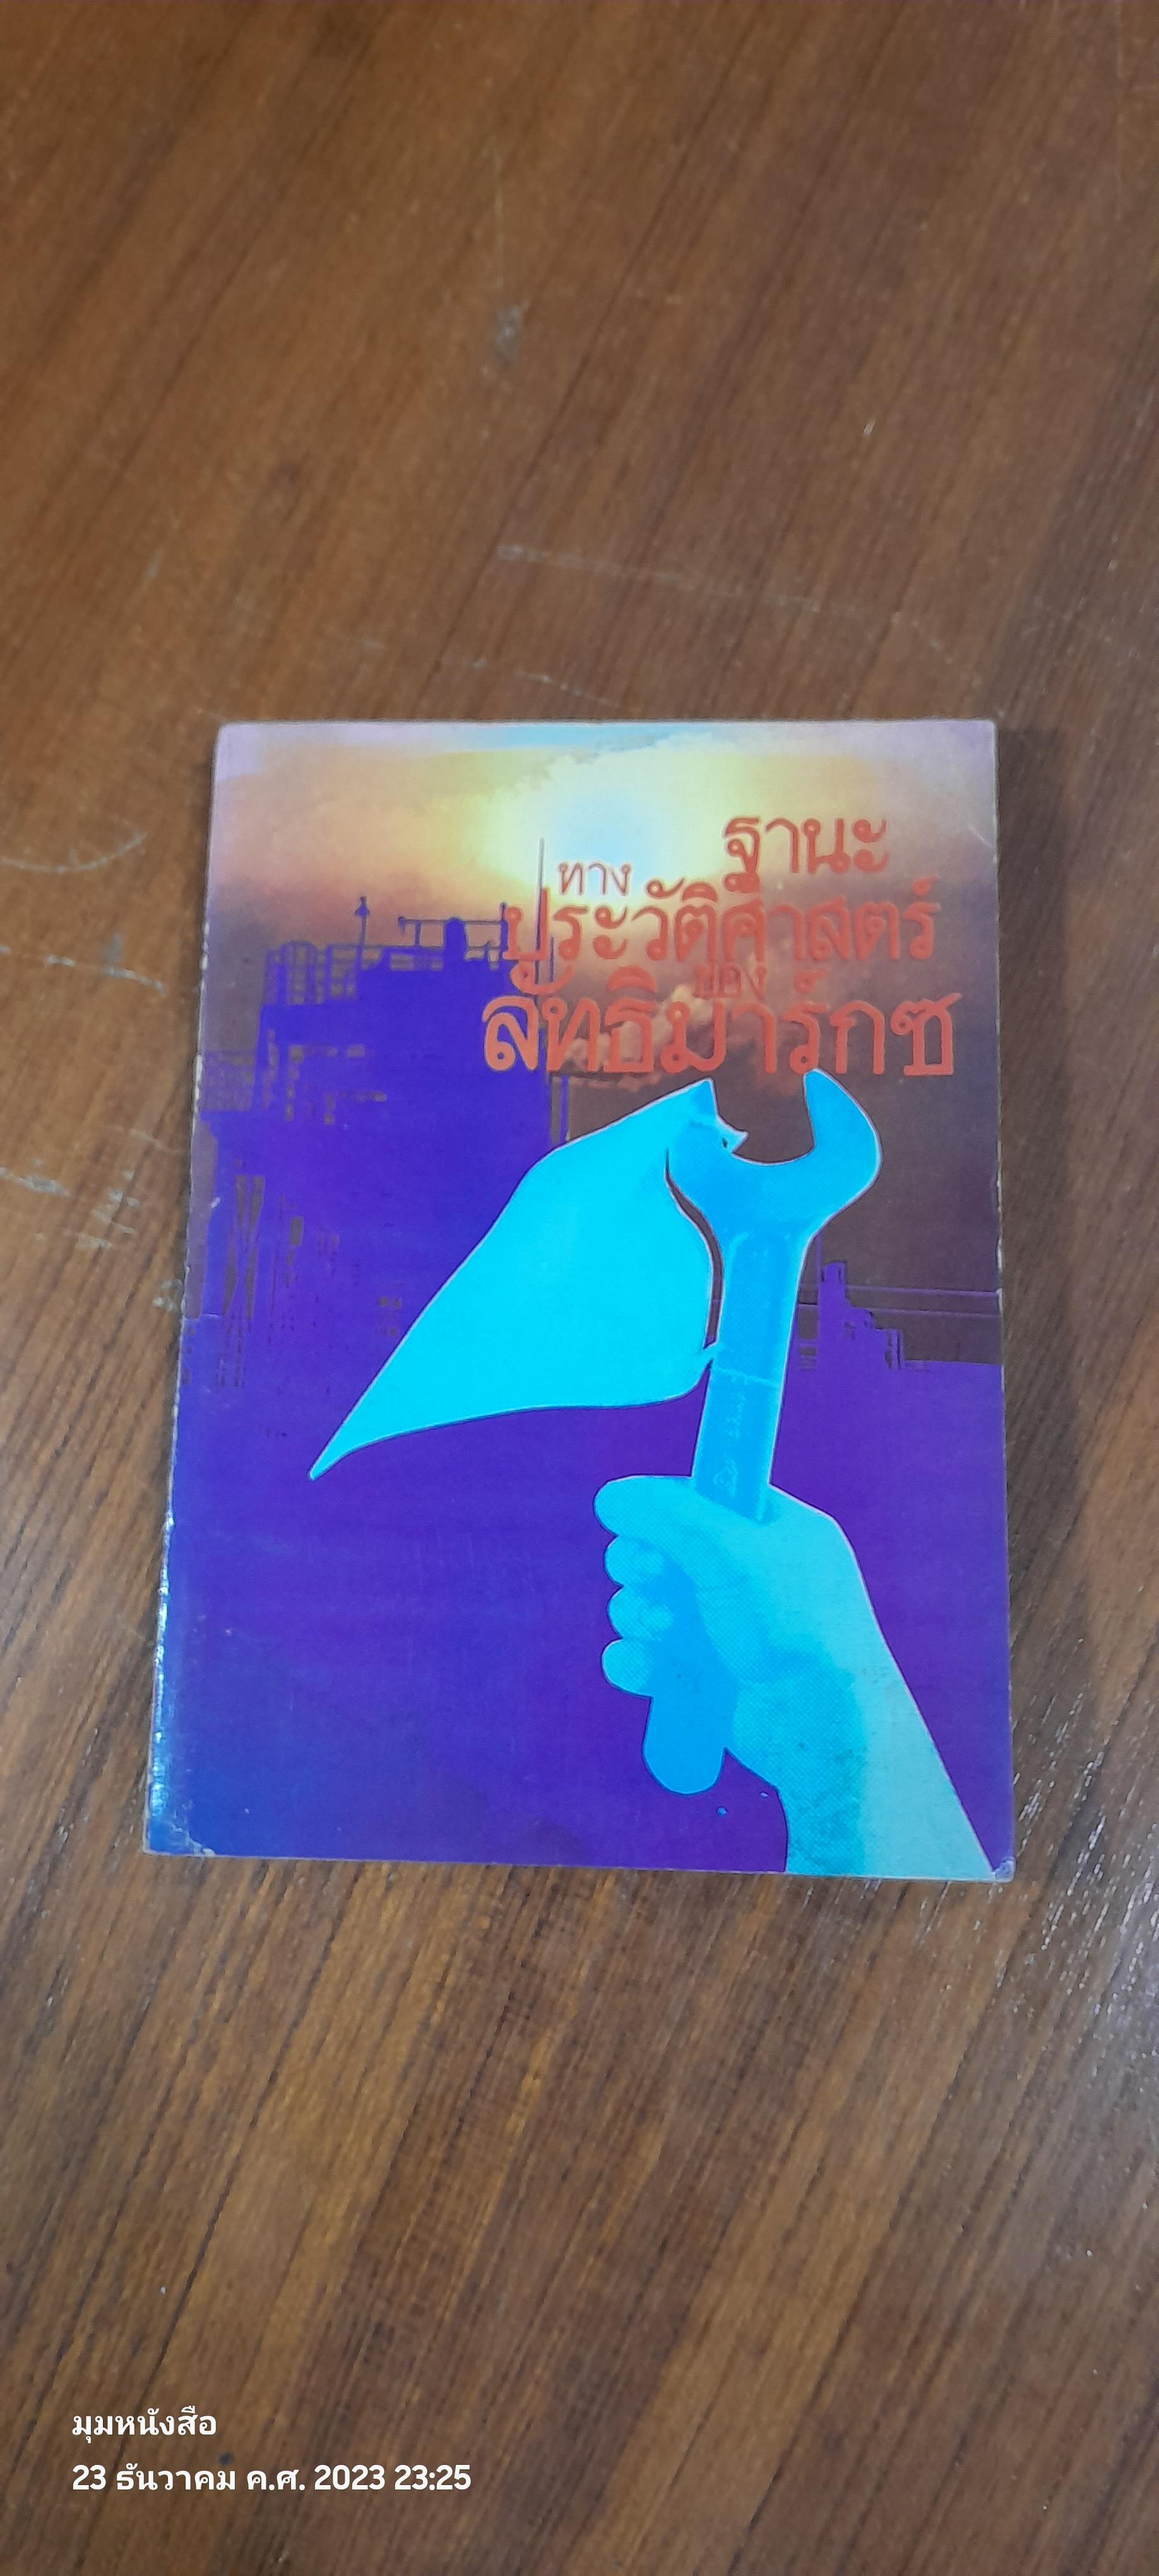 ฐานะ
ทาง
ประวัติศาสตร์
ของ
ลัทธิมาร์กซ
มุมหนังสือ
23 ธันวาคม ค.ศ. 2023 23:25